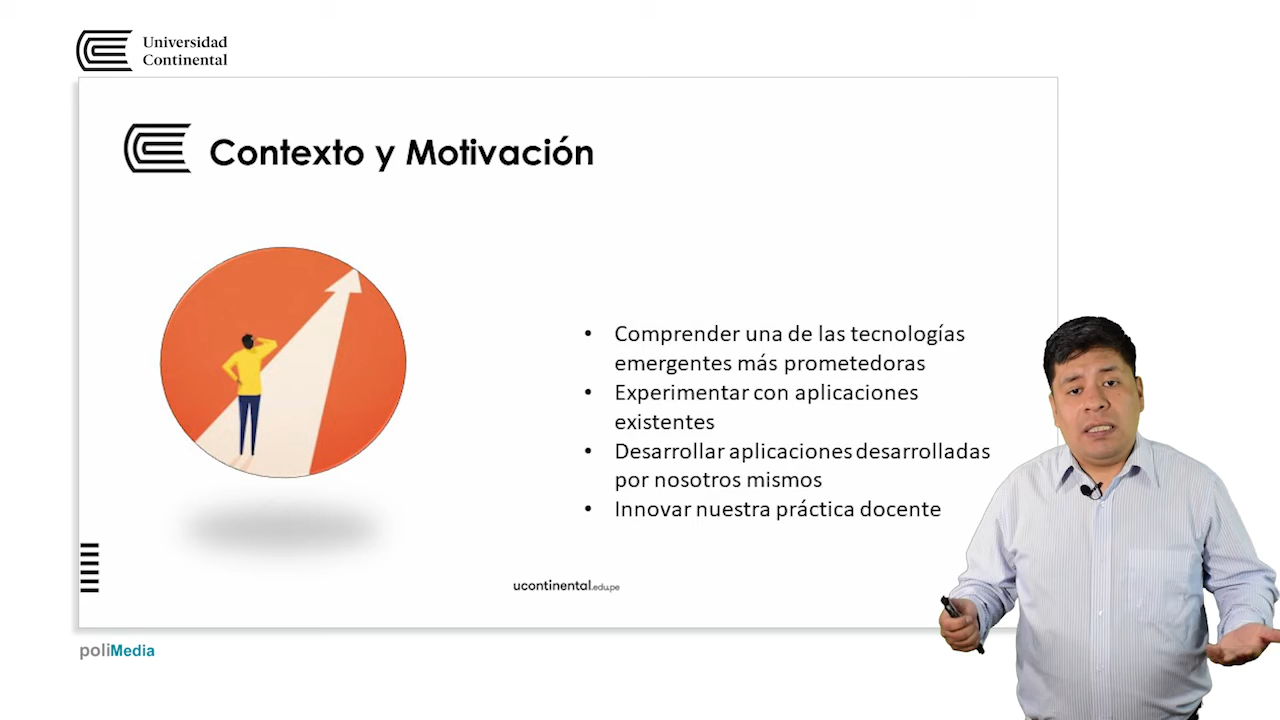 Universidad
Continental
Contexto y Motivación
• Comprender una de las tecnologías
emergentes más prometedoras
• Experimentar con aplicaciones
existentes
• Desarrollar aplicaciones desarrolladas
por nosotros mismos
• Innovar nuestra práctica docente
ucontinental.edu.pe
poliMedia